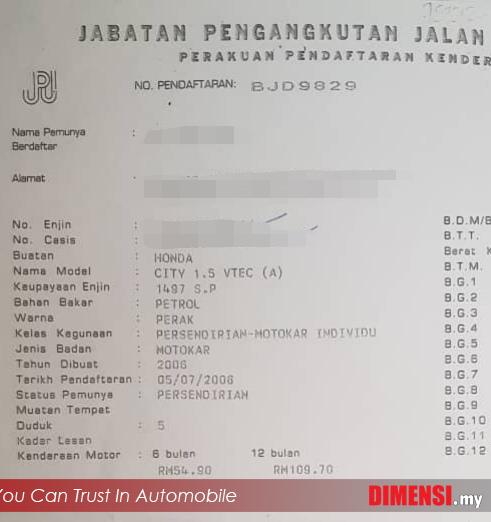 JABATAN PENGANGKUTAN JALAN
PERAKUAN PENDAFTARAN KENDER
JPJ
NO. PENDAFTARAN: BJD9829
Nama Pemunya :
Berdaftar
Alamat :
No. Enjin :
No. Casis :
Buatan : HONDA
Nama Model : CITY 1.5 VTEC (A)
Keupayaan Enjin : 1497 S.P
Bahan Bakar : PETROL
Warna : PERAK
Kelas Kegunaan : PERSENDIRIAN-MOTOKAR INDIVIDU
Jenis Badan : MOTOKAR
Tahun Dibuat : 2006
Tarikh Pendaftaran : 05/07/2006
Status Pemunya : PERSENDIRIAN
Muatan Tempat
Duduk : 5
Kadar Lesen
Kenderaan Motor : 6 bulan 12 bulan
RM54.90 RM109.70
B.D.M/B
B.T.T.
Berat K
B.T.M.
B.G.1
B.G.2
B.G.3
B.G.4
B.G.5
B.G.6
B.G.7
B.G.8
B.G.9
B.G.10
B.G.11
B.G.12
You Can Trust In Automobile
DIMENSI.my